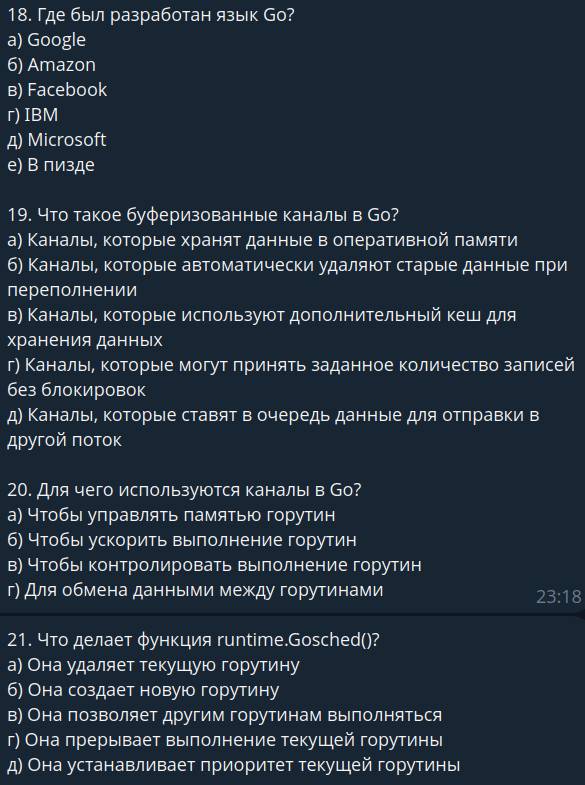 18. Где был разработан язык Go?
а) Google
б) Amazon
в) Facebook
г) IBM
д) Microsoft
е) В пизде
19. Что такое буферизованные каналы в Go?
а) Каналы, которые хранят данные в оперативной памяти
б) Каналы, которые автоматически удаляют старые данные при
переполнении
в) Каналы, которые используют дополнительный кеш для
хранения данных
г) Каналы, которые могут принять заданное количество записей
без блокировок
д) Каналы, которые ставят в очередь данные для отправки в
другой поток
20. Для чего используются каналы в Go?
а) Чтобы управлять памятью горутин
б) Чтобы ускорить выполнение горутин
в) Чтобы контролировать выполнение горутин
г) Для обмена данными между горутинами
23:18
21. Что делает функция runtime.Gosched()?
а) Она удаляет текущую горутину
б) Она создает новую горутину
в) Она позволяет другим горутинам выполняться
г) Она прерывает выполнение текущей горутины
д) Она устанавливает приоритет текущей горутины